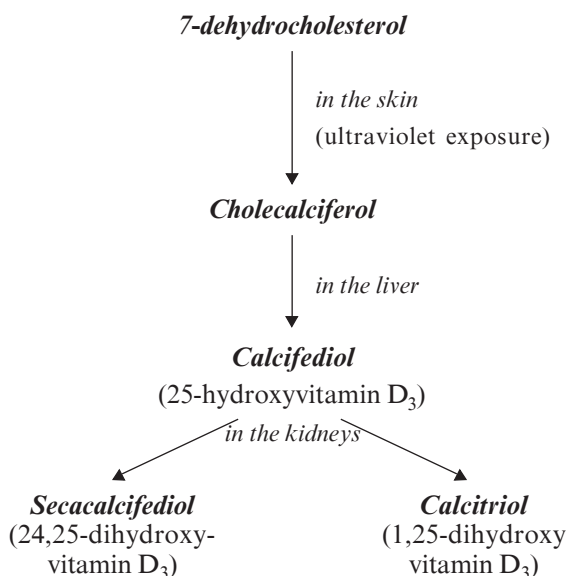 7-dehydrocholesterol
in the skin
(ultraviolet exposure)
Cholecalciferol
in the liver
Calcifediol
(25-hydroxyvitamin D₃)
in the kidneys
Secacalcifediol
(24,25-dihydroxy-
vitamin D₃)
Calcitriol
(1,25-dihydroxy
vitamin D₃)